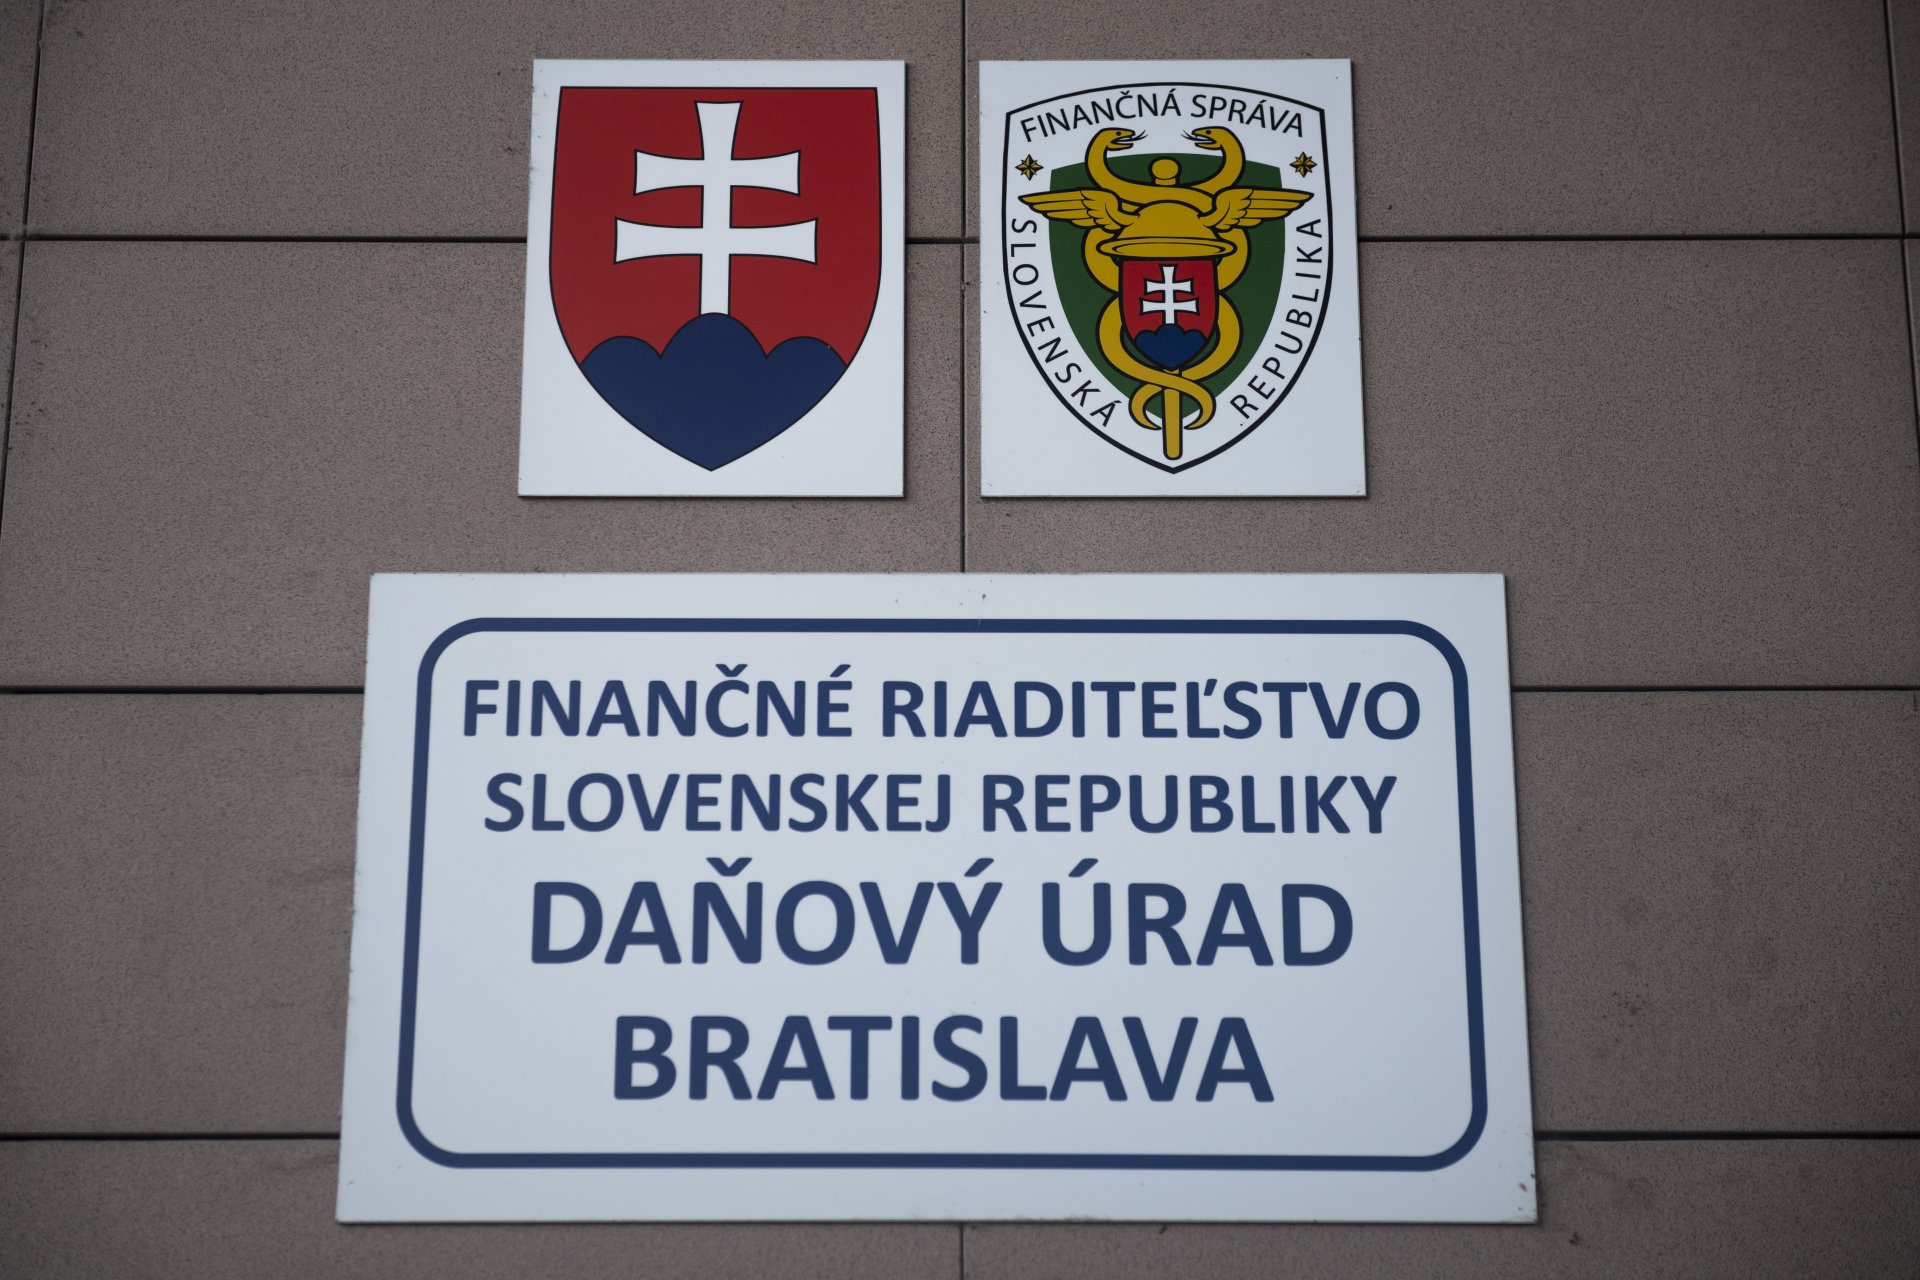 FINANČNÁ SPRÁVA
SLOVENSKÁ REPUBLIKA
FINANČNÉ RIADITEĽSTVO
SLOVENSKEJ REPUBLIKY
DAŇOVÝ ÚRAD
BRATISLAVA